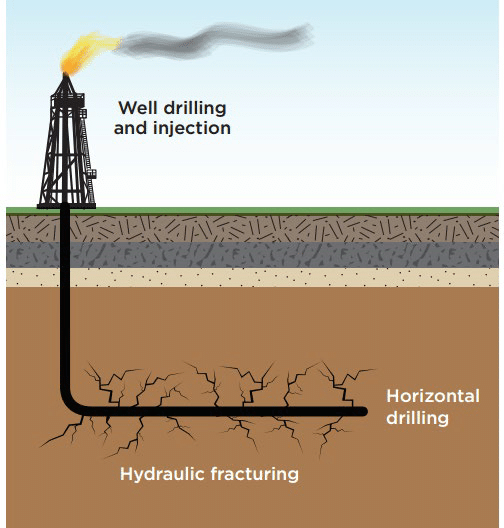 Well drilling
and injection
Horizontal
drilling
Hydraulic fracturing